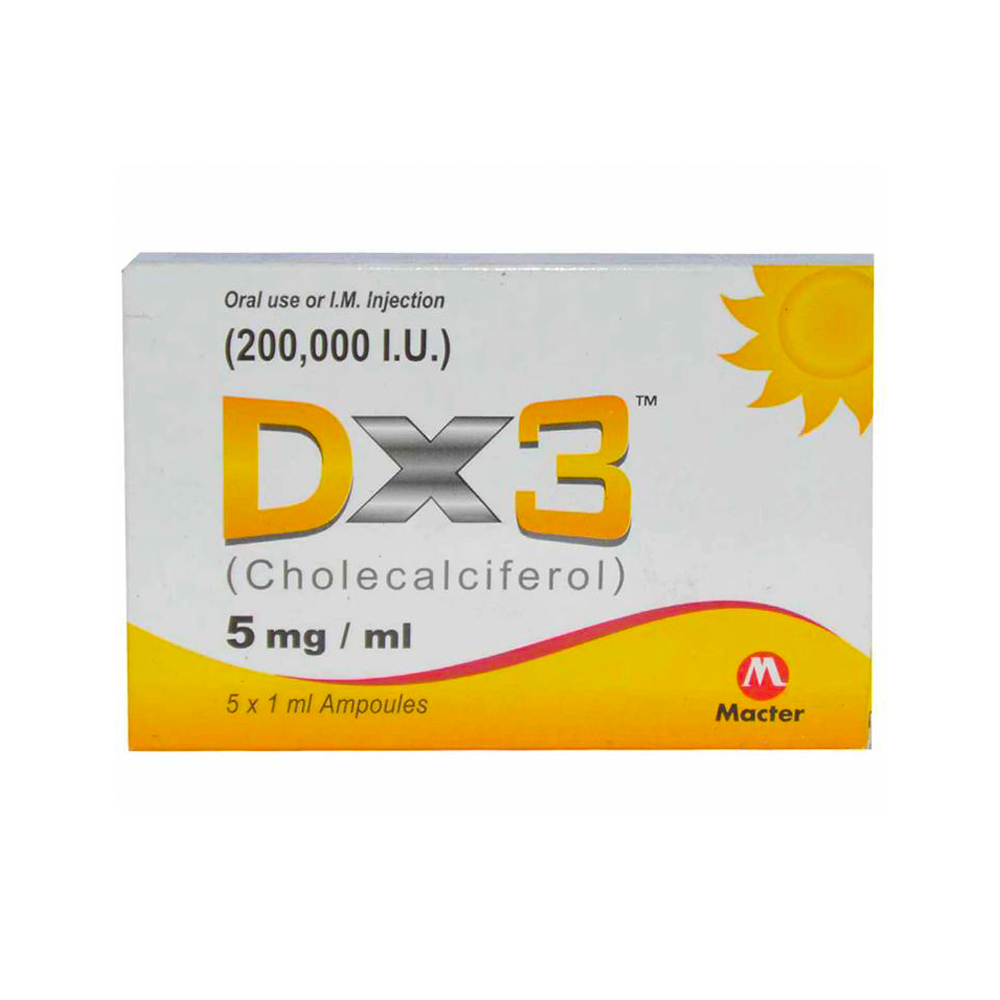 Oral use or I.M. Injection
(200,000 I.U.)
DX3™
(Cholecalciferol)
5 mg / ml
5 x 1 ml Ampoules
M
Macter